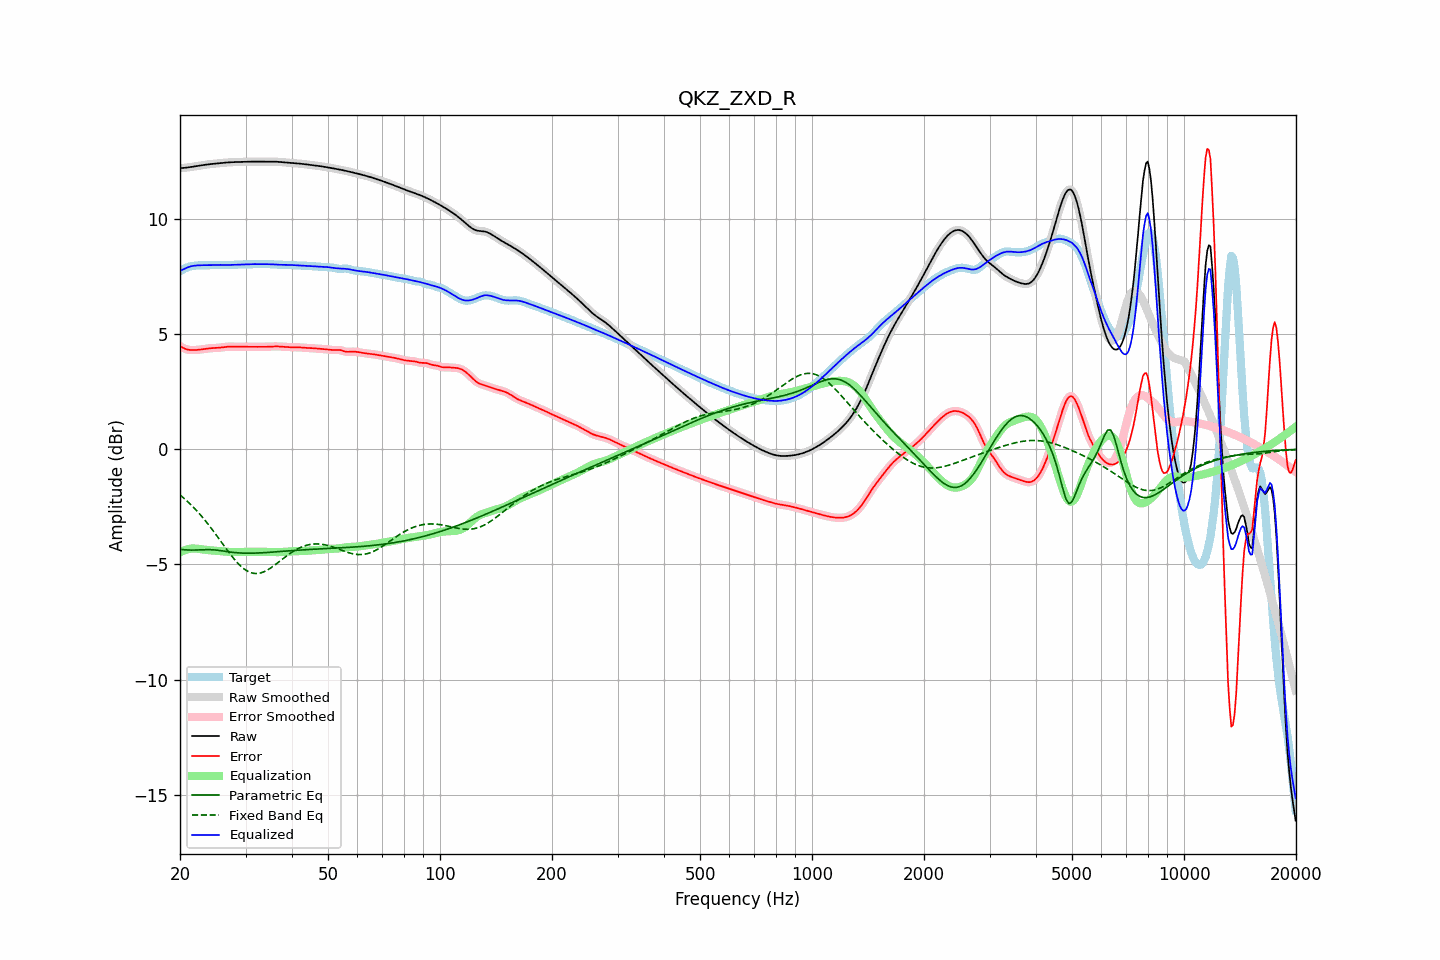 QKZ_ZXD_R
Amplitude (dBr)
10
5
0
−5
−10
−15
Target
Raw Smoothed
Error Smoothed
Raw
Error
Equalization
Parametric Eq
Fixed Band Eq
Equalized
20 50 100 200 500 1000 2000 5000 10000 20000
Frequency (Hz)